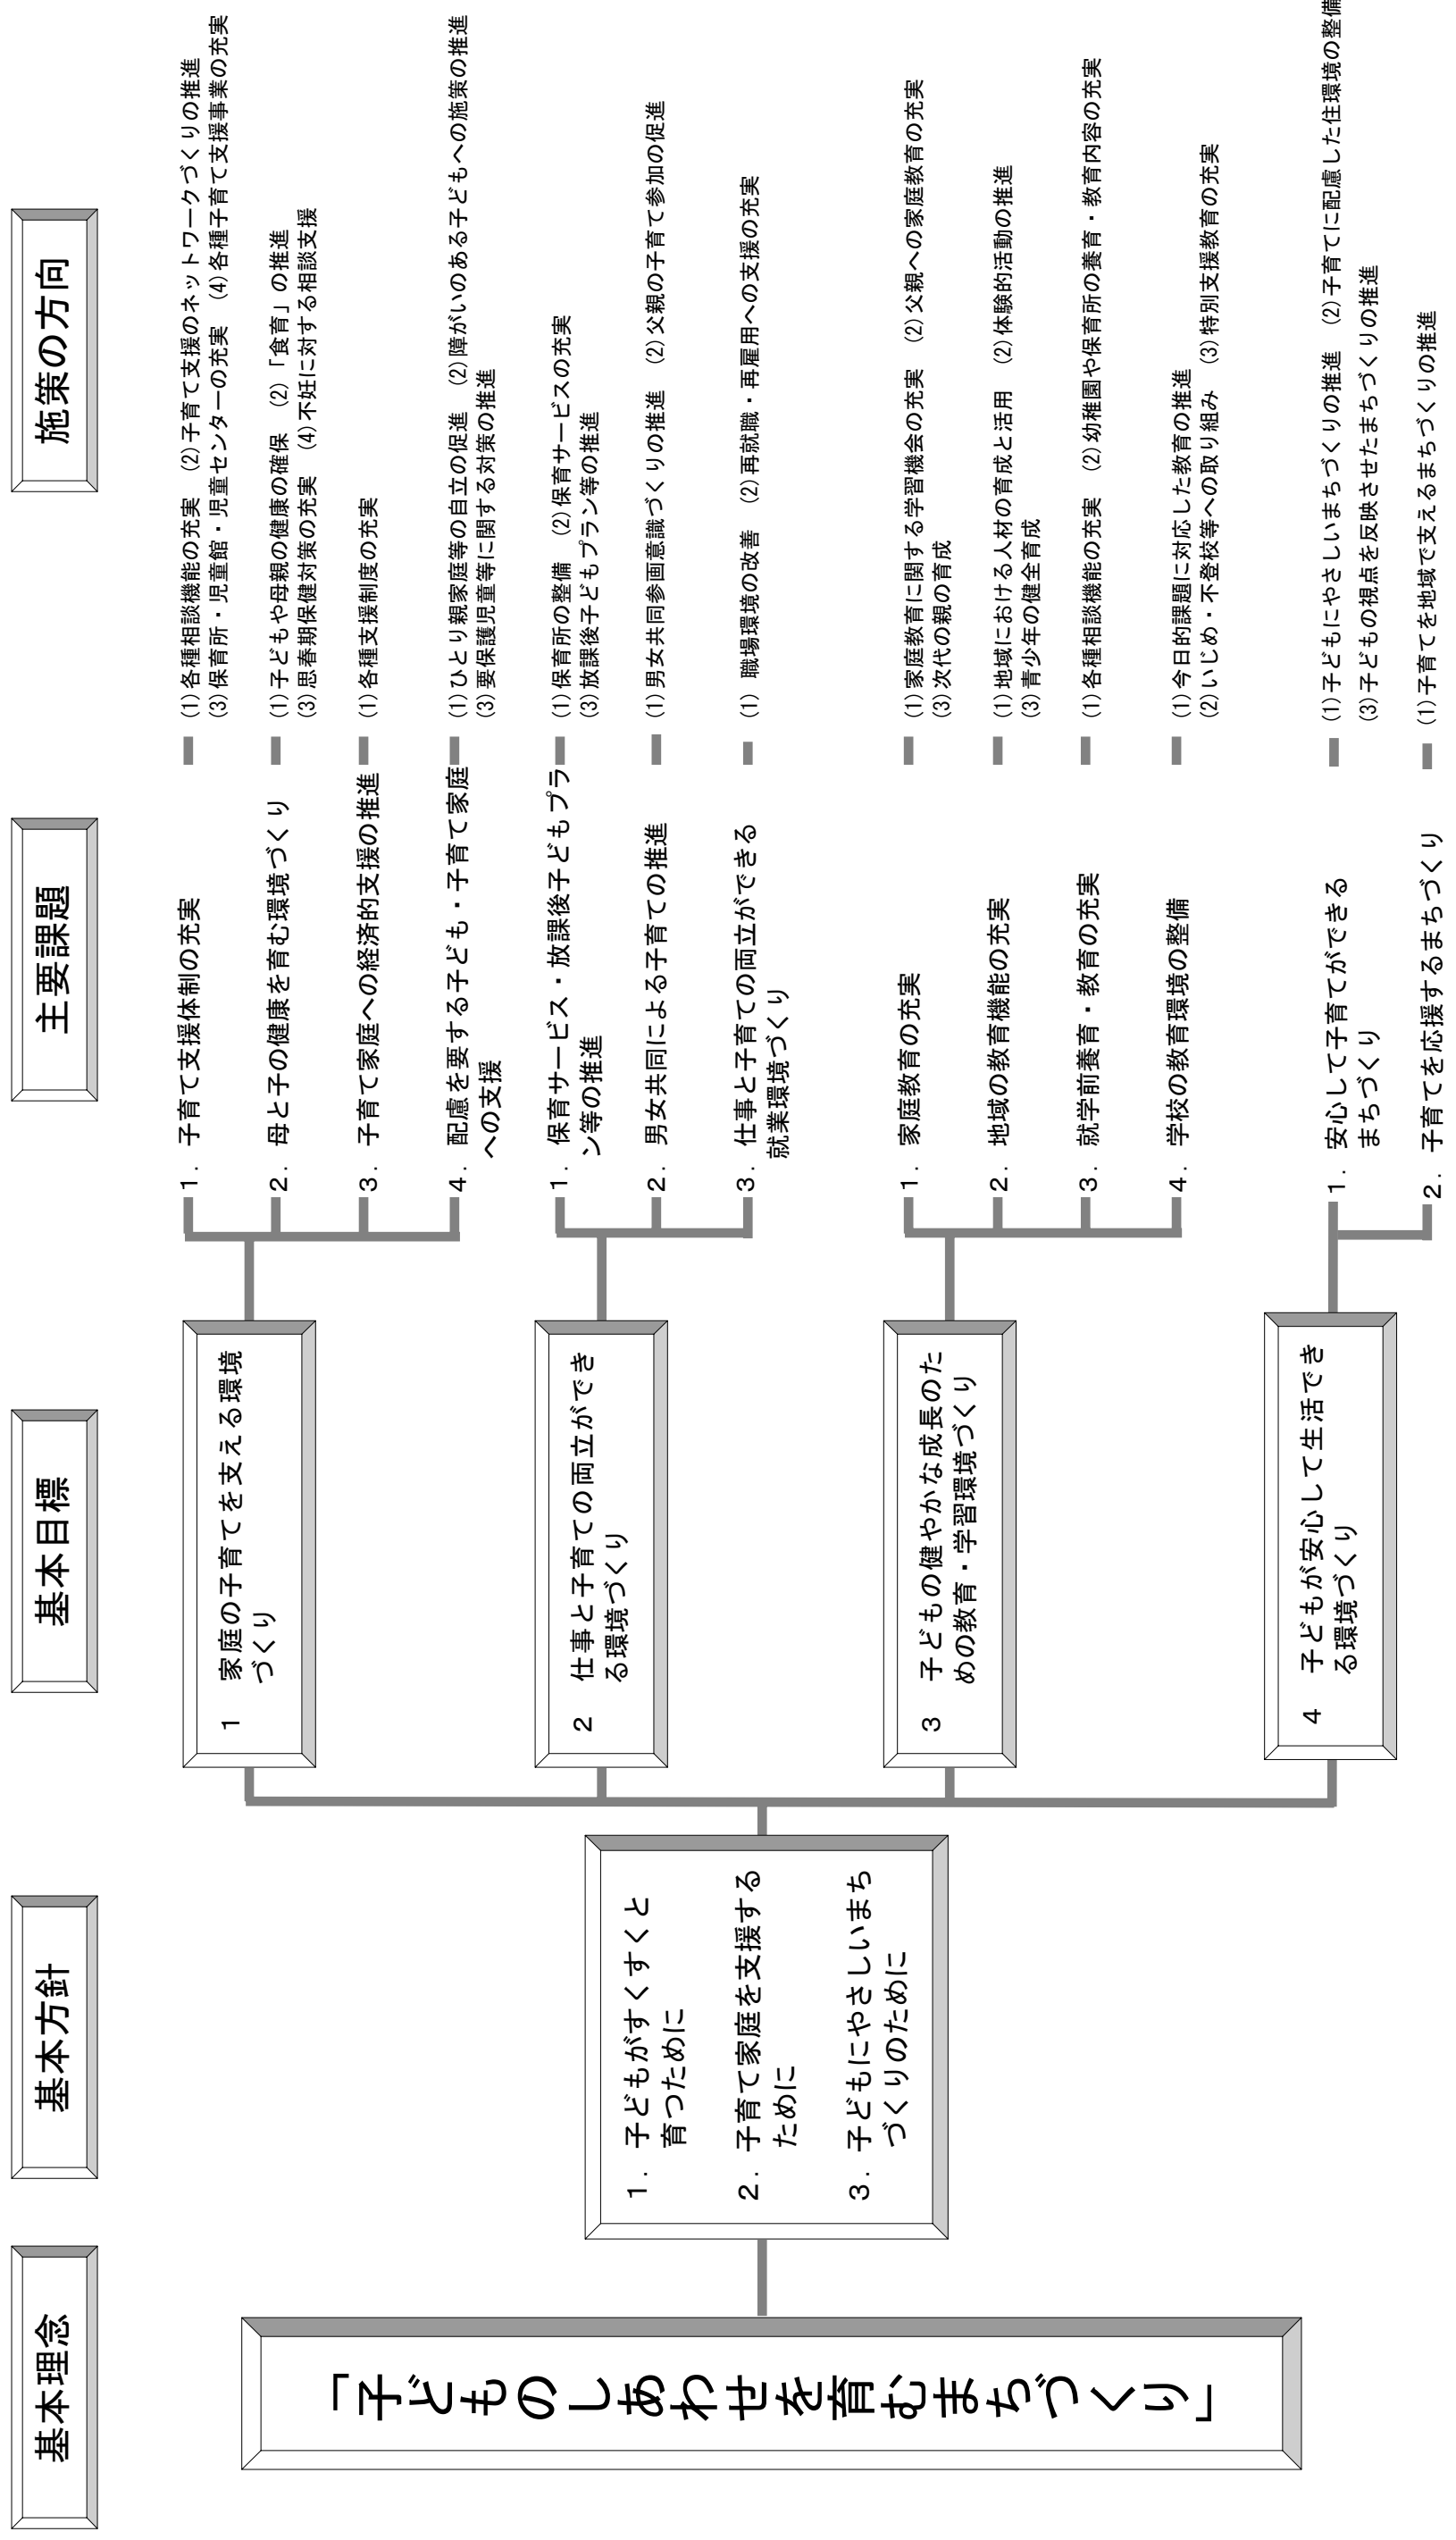 基本理念
基本方針
基本目標
主要課題
施策の方向
「子どものしあわせを育むまちづくり」
１．子どもがすくすくと
育つために
２．子育て家庭を支援する
ために
３．子どもにやさしいまち
づくりのために
１　家庭の子育てを支える環境
づくり
１．子育て支援体制の充実
(1)各種相談機能の充実　(2)子育て支援のネットワークづくりの推進
(3)保育所・児童館・児童センターの充実　(4)各種子育て支援事業の充実
２．母と子の健康を育む環境づくり
(1)子どもや母親の健康の確保　(2)「食育」の推進
(3)思春期保健対策の充実　(4)不妊に対する相談支援
３．子育て家庭への経済的支援の推進
(1)各種支援制度の充実
４．配慮を要する子ども・子育て家庭
への支援
(1)ひとり親家庭等の自立の促進　(2)障がいのある子どもへの施策の推進
(3)要保護児童等に関する対策の推進
２　仕事と子育ての両立ができ
る環境づくり
１．保育サービス・放課後子どもプラ
ン等の推進
(1)保育所の整備　(2)保育サービスの充実
(3)放課後子どもプラン等の推進
２．男女共同による子育ての推進
(1)男女共同参画意識づくりの推進　(2)父親の子育て参加の促進
３．仕事と子育ての両立ができる
就業環境づくり
(1) 職場環境の改善　(2)再就職・再雇用への支援の充実
３　子どもの健やかな成長のた
めの教育・学習環境づくり
１．家庭教育の充実
(1)家庭教育に関する学習機会の充実　(2)父親への家庭教育の充実
(3)次代の親の育成
２．地域の教育機能の充実
(1)地域における人材の育成と活用　(2)体験的活動の推進
(3)青少年の健全育成
３．就学前養育・教育の充実
(1)各種相談機能の充実　(2)幼稚園や保育所の養育・教育内容の充実
４．学校の教育環境の整備
(1)今日的課題に対応した教育の推進
(2)いじめ・不登校等への取り組み　(3)特別支援教育の充実
４　子どもが安心して生活でき
る環境づくり
１．安心して子育てができる
まちづくり
(1)子どもにやさしいまちづくりの推進　(2)子育てに配慮した住環境の整備
(3)子どもの視点を反映させたまちづくりの推進
２．子育てを応援するまちづくり
(1)子育てを地域で支えるまちづくりの推進